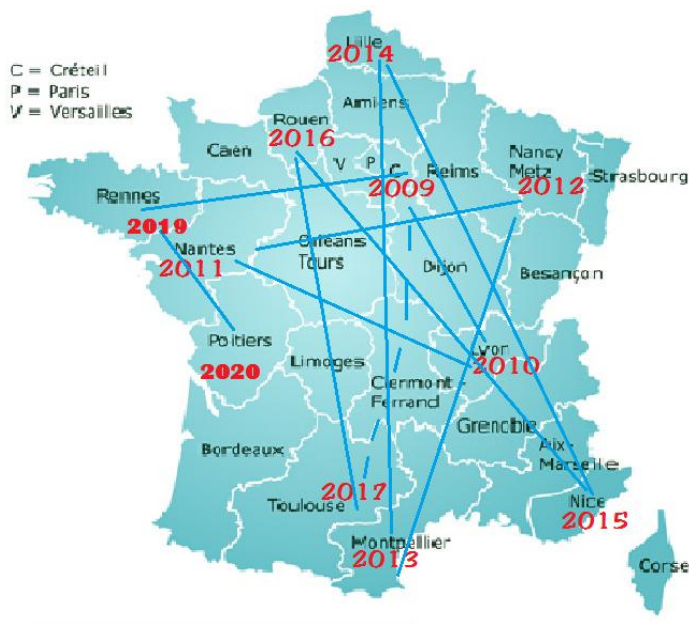 Lille
2014
C = Créteil
P = Paris
V = Versailles
Amiens
Rouen
2016
Caen
V P C
Reims
Nancy
Metz
2012
Strasbourg
2009
Rennes
2019
Nantes
2011
Orléans
Tours
Dijon
Besançon
Poitiers
2020
Limoges
Lyon
2010
Clermont-
Ferrand
Grenoble
Aix-
Marseille
Bordeaux
2017
Toulouse
Nice
2015
Montpellier
2013
Corse